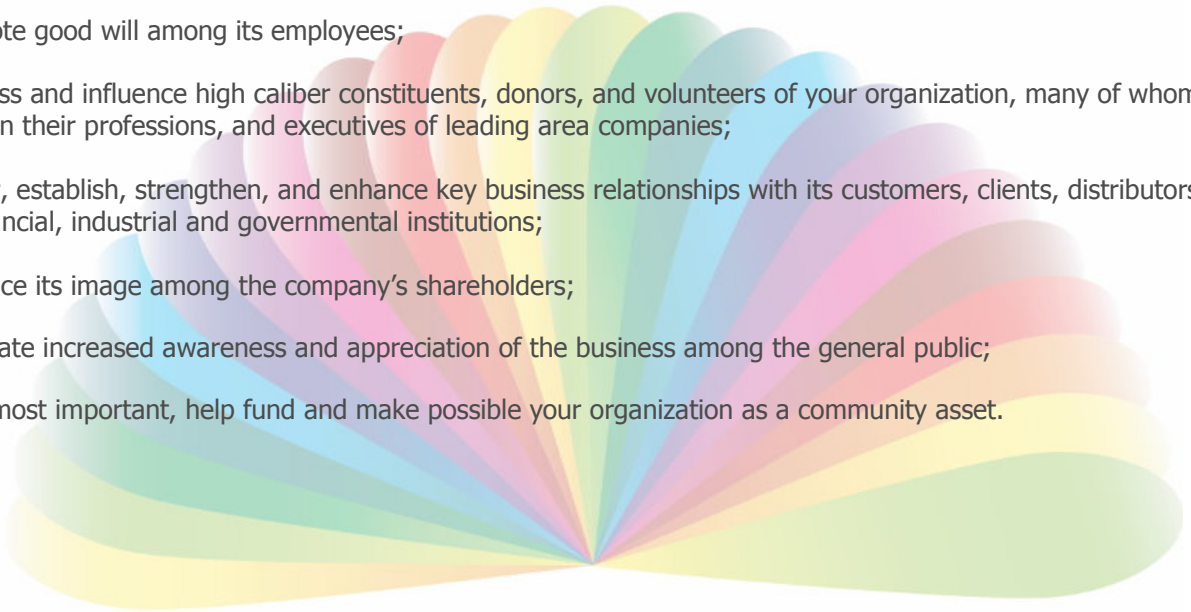 ote good will among its employees;
ss and influence high caliber constituents, donors, and volunteers of your organization, many of whom
n their professions, and executives of leading area companies;
, establish, strengthen, and enhance key business relationships with its customers, clients, distributors
ncial, industrial and governmental institutions;
ce its image among the company’s shareholders;
ate increased awareness and appreciation of the business among the general public;
most important, help fund and make possible your organization as a community asset.